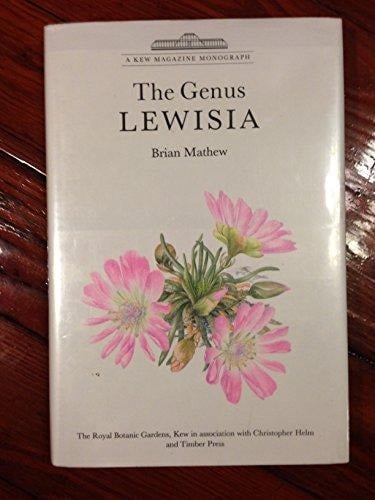 A KEW MAGAZINE MONOGRAPH
The Genus
LEWISIA
Brian Mathew
The Royal Botanic Gardens, Kew in association with Christopher Helm
and Timber Press